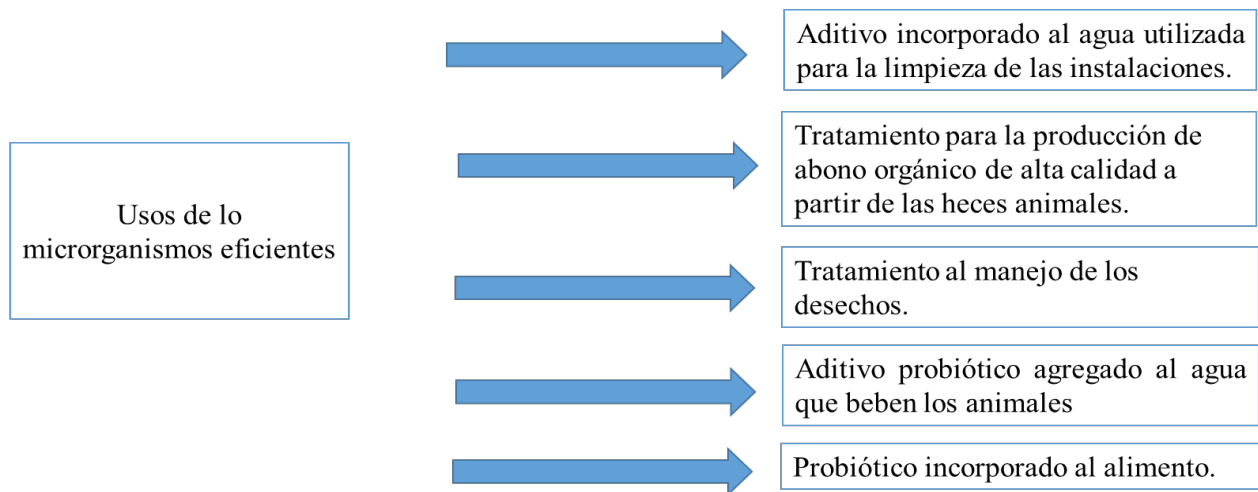 Usos de lo
microrganismos eficientes
Aditivo incorporado al agua utilizada
para la limpieza de las instalaciones.
Tratamiento para la producción de
abono orgánico de alta calidad a
partir de las heces animales.
Tratamiento al manejo de los
desechos.
Aditivo probiótico agregado al agua
que beben los animales
Probiótico incorporado al alimento.